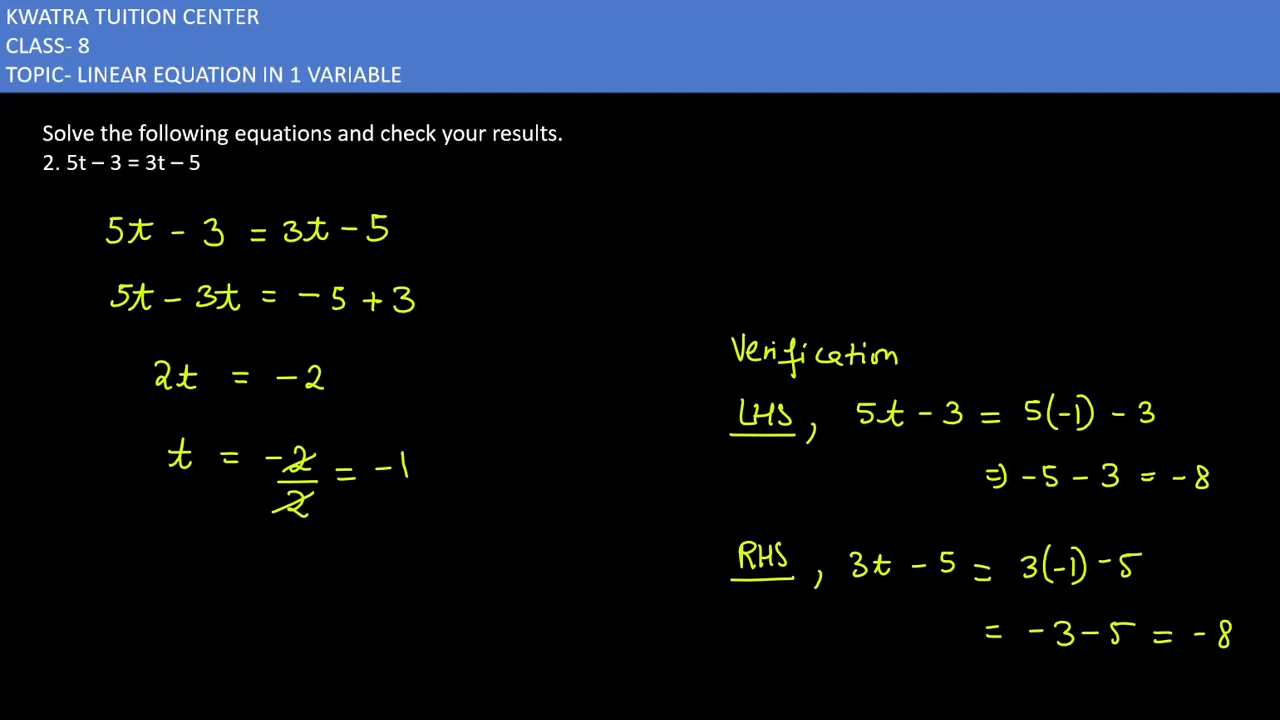 KWATRA TUITION CENTER
CLASS- 8
TOPIC- LINEAR EQUATION IN 1 VARIABLE
Solve the following equations and check your results.
2. 5t – 3 = 3t – 5
5t - 3 = 3t - 5
5t - 3t = -5 + 3
2t = -2
t = -2/2 = -1
Verification
LHS, 5t - 3 = 5(-1) - 3
⇒ -5 - 3 = -8
RHS, 3t - 5 = 3(-1) - 5
= -3 - 5 = -8